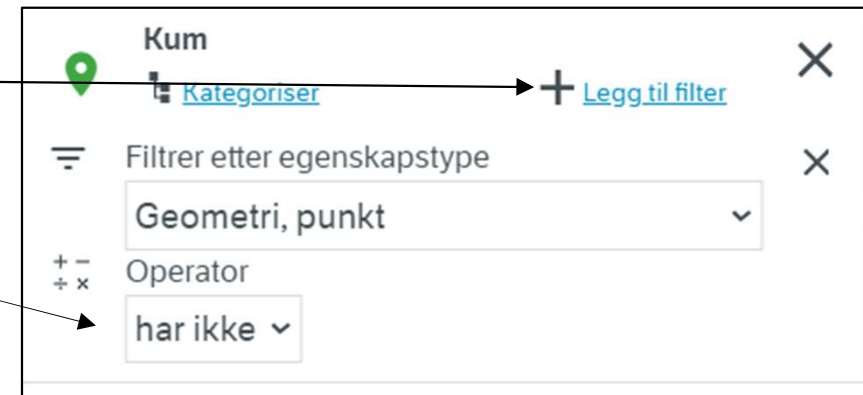 Kum
Kategoriser Legg til filter
Filtrer etter egenskapstype
Geometri, punkt
Operator
har ikke